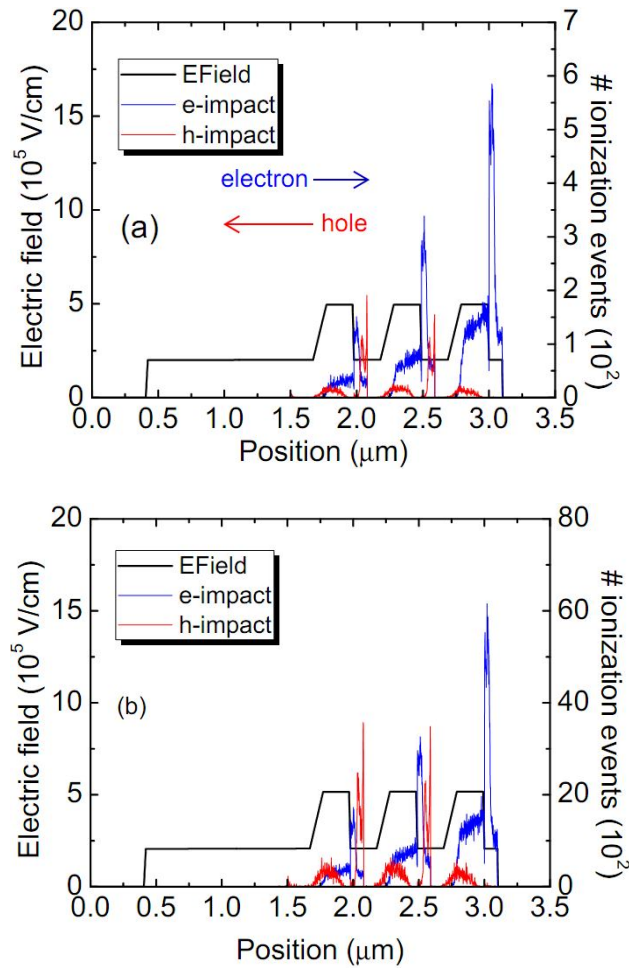 20
15
10
5
0
7
6
5
4
3
2
1
0
EField
e-impact
h-impact
electron
hole
(a)
Electric field (10⁵ V/cm)
# ionization events (10²)
0.0 0.5 1.0 1.5 2.0 2.5 3.0 3.5
Position (μm)
20
15
10
5
0
80
60
40
20
0
EField
e-impact
h-impact
(b)
Electric field (10⁵ V/cm)
# ionization events (10²)
0.0 0.5 1.0 1.5 2.0 2.5 3.0 3.5
Position (μm)